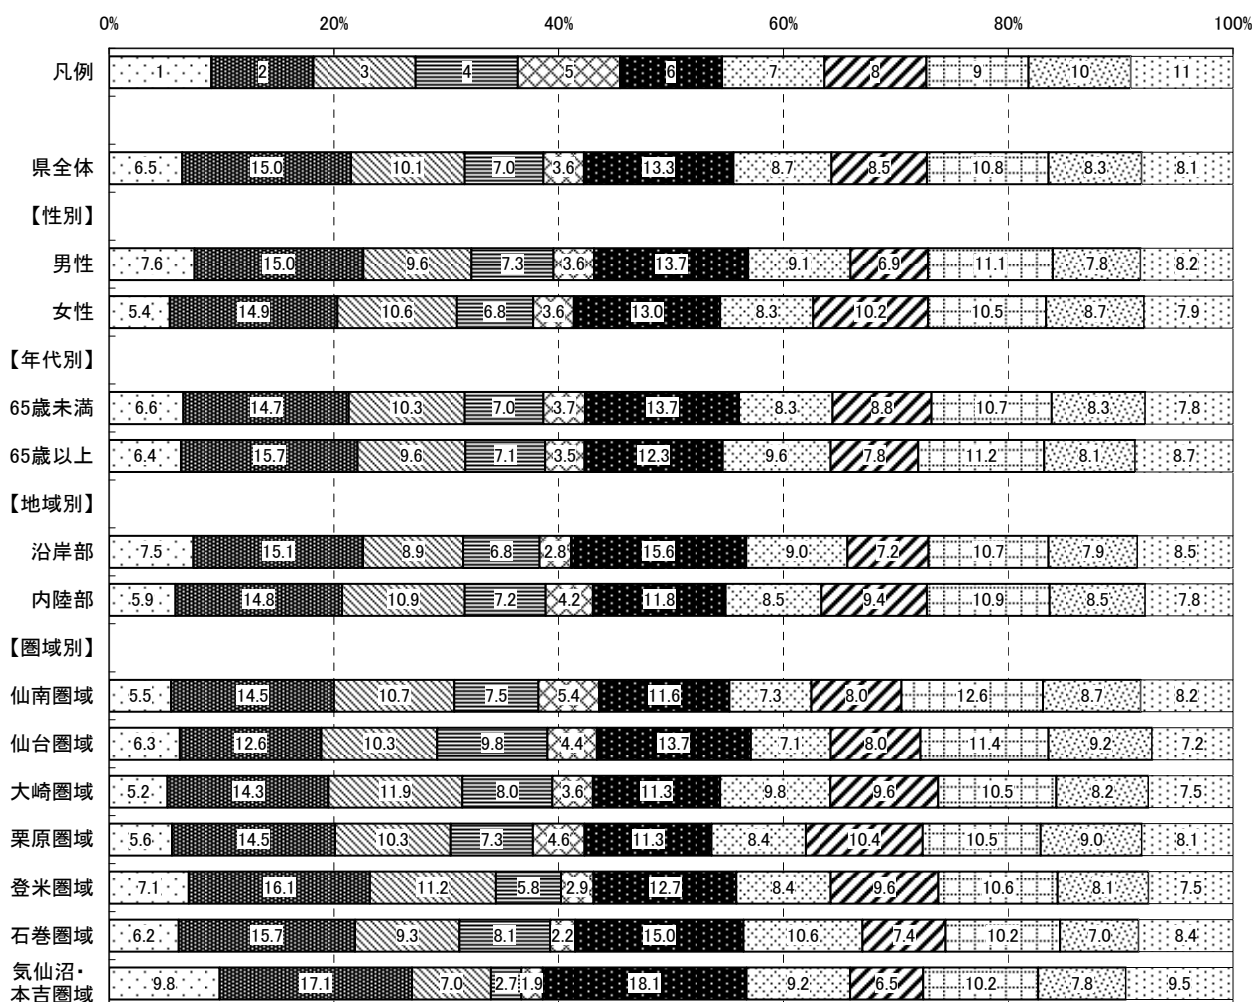 0% 20% 40% 60% 80% 100%
凡例 1 2 3 4 5 6 7 8 9 10 11
県全体 6.5 15.0 10.1 7.0 3.6 13.3 8.7 8.5 10.8 8.3 8.1
【性別】
男性 7.6 15.0 9.6 7.3 3.6 13.7 9.1 6.9 11.1 7.8 8.2
女性 5.4 14.9 10.6 6.8 3.6 13.0 8.3 10.2 10.5 8.7 7.9
【年代別】
65歳未満 6.6 14.7 10.3 7.0 3.7 13.7 8.3 8.8 10.7 8.3 7.8
65歳以上 6.4 15.7 9.6 7.1 3.5 12.3 9.6 7.8 11.2 8.1 8.7
【地域別】
沿岸部 7.5 15.1 8.9 6.8 2.8 15.6 9.0 7.2 10.7 7.9 8.5
内陸部 5.9 14.8 10.9 7.2 4.2 11.8 8.5 9.4 10.9 8.5 7.8
【圏域別】
仙南圏域 5.5 14.5 10.7 7.5 5.4 11.6 7.3 8.0 12.6 8.7 8.2
仙台圏域 6.3 12.6 10.3 9.8 4.4 13.7 7.1 8.0 11.4 9.2 7.2
大崎圏域 5.2 14.3 11.9 8.0 3.6 11.3 9.8 9.6 10.5 8.2 7.5
栗原圏域 5.6 14.5 10.3 7.3 4.6 11.3 8.4 10.4 10.5 9.0 8.1
登米圏域 7.1 16.1 11.2 5.8 2.9 12.7 8.4 9.6 10.6 8.1 7.5
石巻圏域 6.2 15.7 9.3 8.1 2.2 15.0 10.6 7.4 10.2 7.0 8.4
気仙沼・
本吉圏域 9.8 17.1 7.0 2.7 1.9 18.1 9.2 6.5 10.2 7.8 9.5